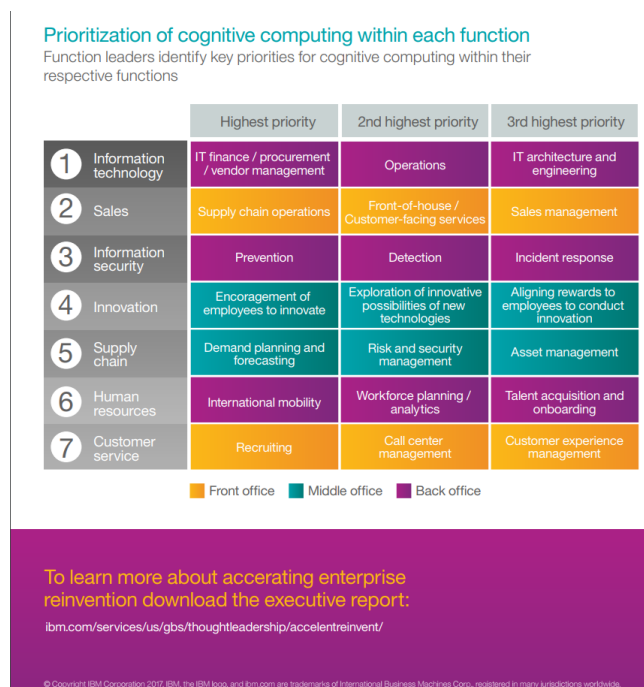 Prioritization of cognitive computing within each function
Function leaders identify key priorities for cognitive computing within their
respective functions
Highest priority
2nd highest priority
3rd highest priority
1
Information
technology
IT finance / procurement
/ vendor management
Operations
IT architecture and
engineering
2
Sales
Supply chain operations
Front-of-house /
Customer-facing services
Sales management
3
Information
security
Prevention
Detection
Incident response
4
Innovation
Encoragement of
employees to innovate
Exploration of innovative
possibilities of new
technologies
Aligning rewards to
employees to conduct
innovation
5
Supply
chain
Demand planning and
forecasting
Risk and security
management
Asset management
6
Human
resources
International mobility
Workforce planning /
analytics
Talent acquisition and
onboarding
7
Customer
service
Recruiting
Call center
management
Customer experience
management
Front office
Middle office
Back office
To learn more about accerating enterprise
reinvention download the executive report:
ibm.com/services/us/gbs/thoughtleadership/accelentreinvent/
© Copyright IBM Corporation 2017. IBM, the IBM logo, and ibm.com are trademarks of International Business Machines Corp., registered in many jurisdictions worldwide.